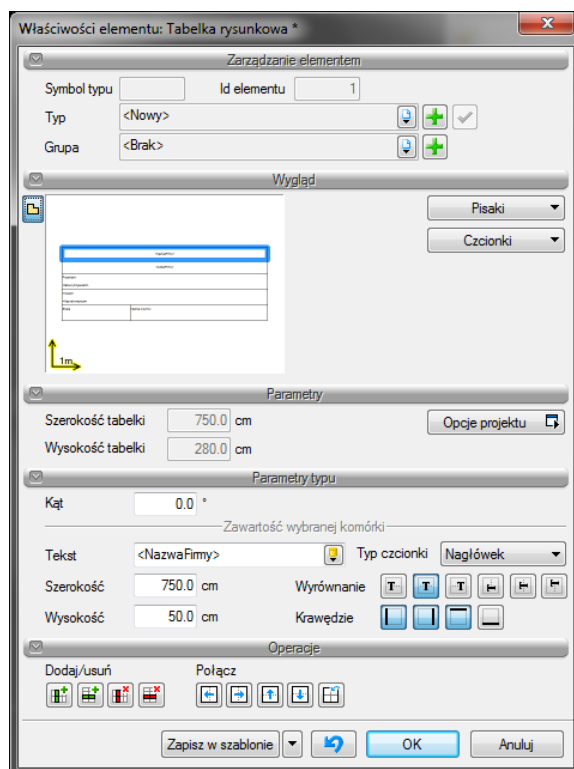 Właściwości elementu: Tabelka rysunkowa *
Zarządzanie elementem
Symbol typu Id elementu 1
Typ <Nowy>
Grupa <Brak>
Wygląd
Pisaki
Czcionki
1m
Parametry
Szerokość tabelki 750.0 cm Opcje projektu
Wysokość tabelki 280.0 cm
Parametry typu
Kąt 0.0 °
Zawartość wybranej komórki
Tekst <NazwaFirmy> Typ czcionki Nagłówek
Szerokość 750.0 cm Wyrównanie T T T T T T
Wysokość 50.0 cm Krawędzie
Operacje
Dodaj/usuń Połącz
Zapisz w szablonie OK Anuluj